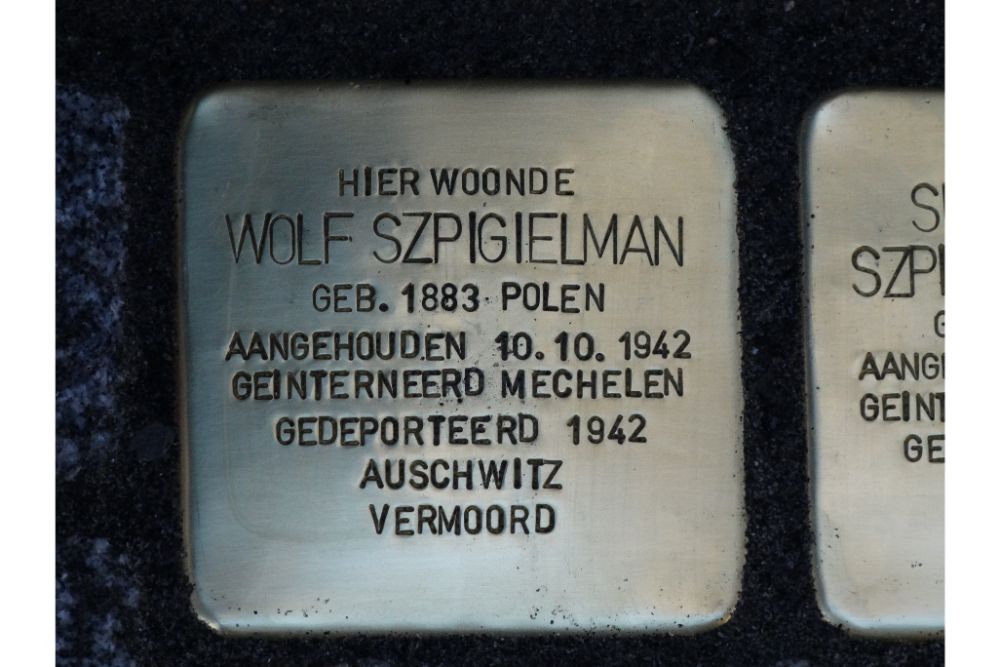 HIER WOONDE
WOLF SZPIGIELMAN
GEB. 1883 POLEN
AANGEHOUDEN 10.10.1942
GEINTERNEERD MECHELEN
GEDEPORTEERD 1942
AUSCHWITZ
VERMOORD